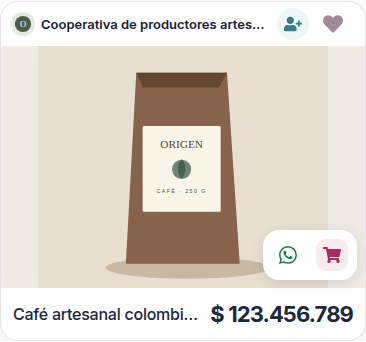 O
Cooperativa de productores artes...
ORIGEN
CAFÉ · 250 G
Café artesanal colombi...
$ 123.456.789